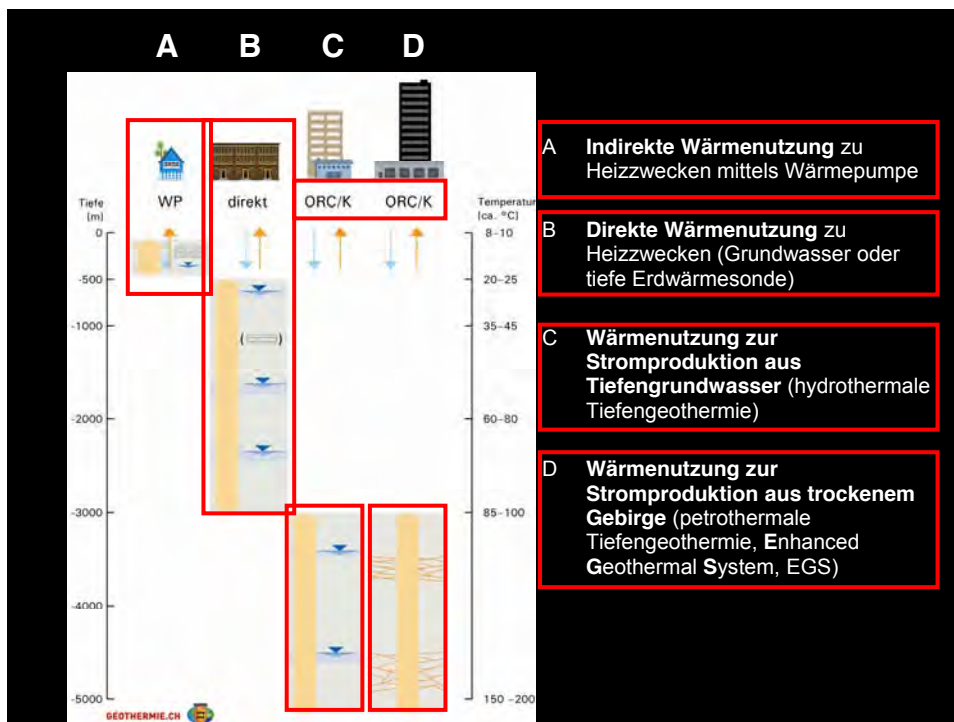 A B C D
WP direkt ORC/K ORC/K
Tiefe
(m)
Temperatur
(ca. °C)
0 8-10
-500 20-25
-1000 35-45
-2000 60-80
-3000 85-100
-4000
-5000 150-200
GEOTHERMIE.CH
A Indirekte Wärmenutzung zu
Heizzwecken mittels Wärmepumpe
B Direkte Wärmenutzung zu
Heizzwecken (Grundwasser oder
tiefe Erdwärmesonde)
C Wärmenutzung zur
Stromproduktion aus
Tiefengrundwasser (hydrothermale
Tiefengeothermie)
D Wärmenutzung zur
Stromproduktion aus trockenem
Gebirge (petrothermale
Tiefengeothermie, Enhanced
Geothermal System, EGS)